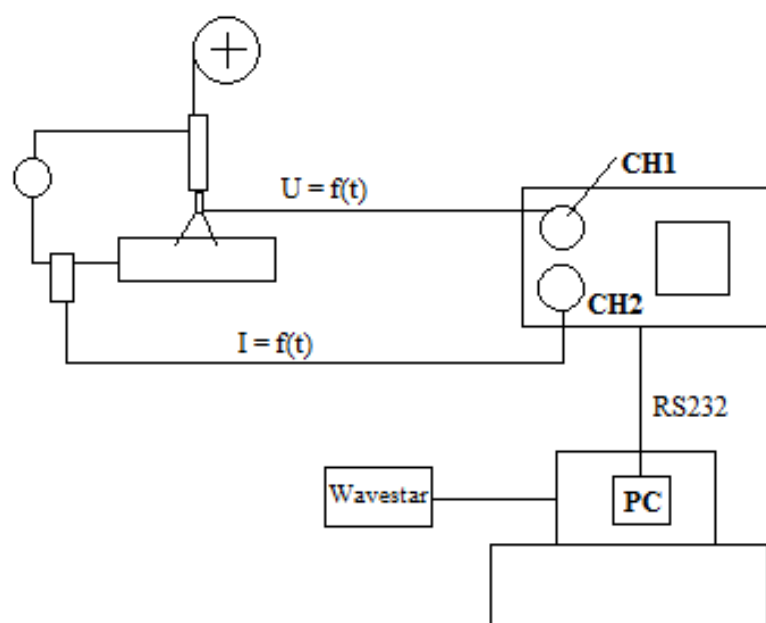 CH1
U = f(t)
CH2
I = f(t)
RS232
Wavestar
PC